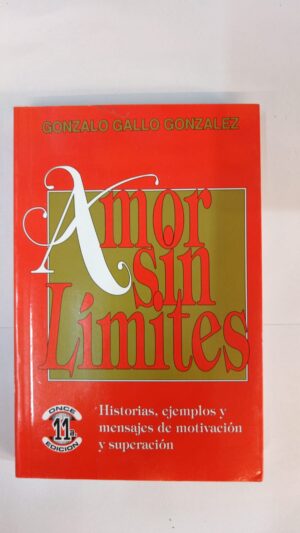 GONZALO GALLO GONZALEZ
Amor
sin
Límites
Historias, ejemplos y
mensajes de motivación
y superación
ONCE
11a.
EDICION